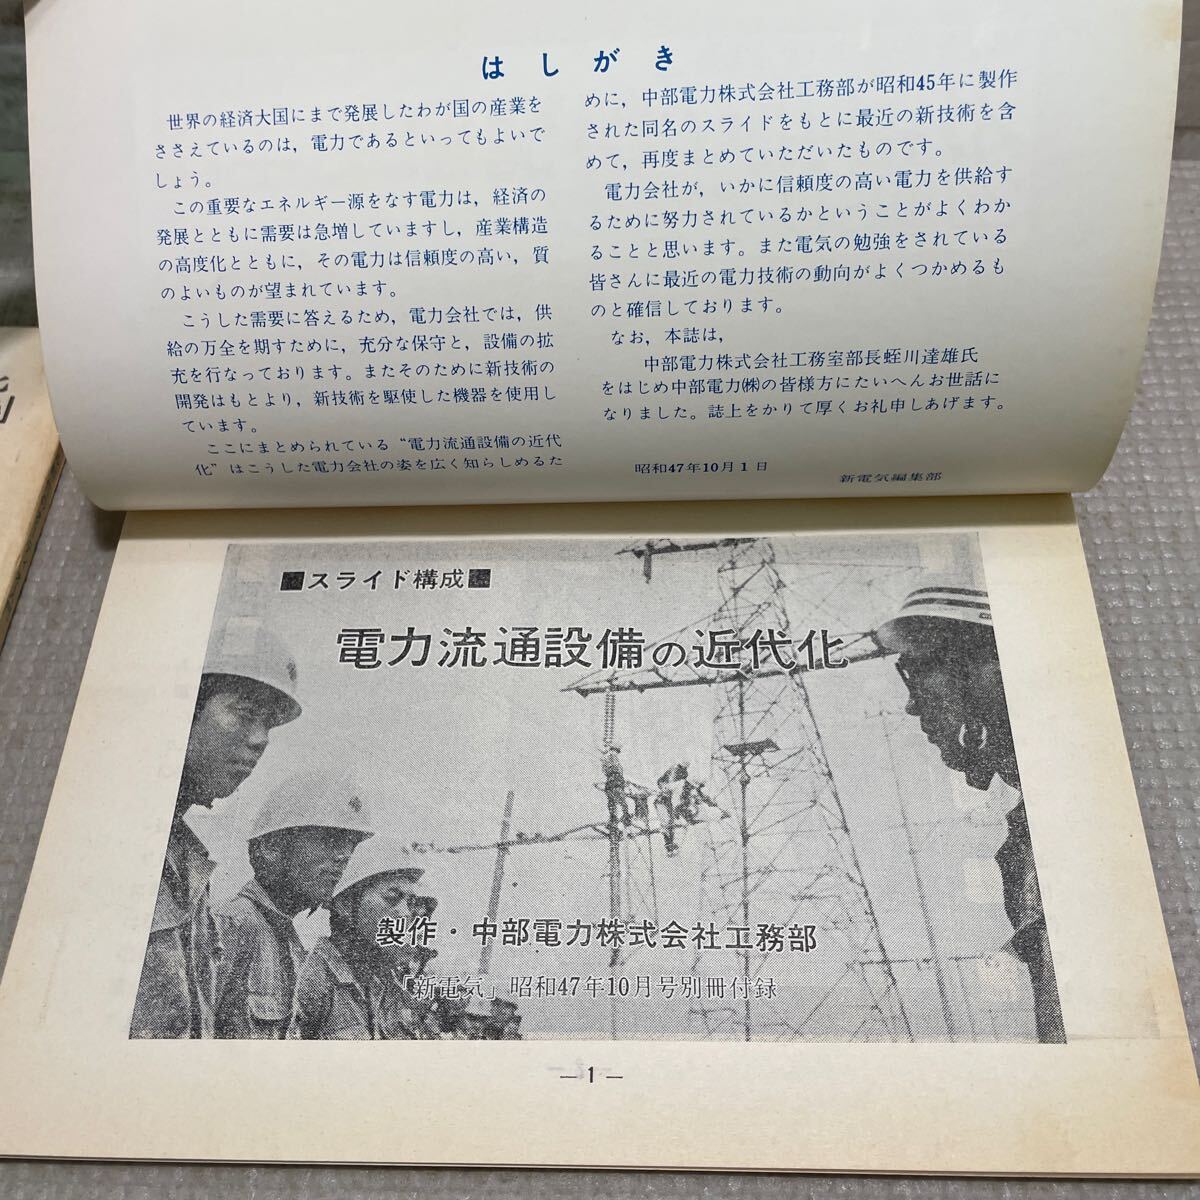 はしがき
世界の経済大国にまで発展したわが国の産業を
ささえているのは，電力であるといってもよいで
しょう。
この重要なエネルギー源をなす電力は，経済の
発展とともに需要は急増していますし，産業構造
の高度化とともに，その電力は信頼度の高い，質
のよいものが望まれています。
こうした需要に答えるため，電力会社では，供
給の万全を期すために，充分な保守と，設備の拡
充を行なっております。またそのために新技術の
開発はもとより，新技術を駆使した機器を使用し
ています。
ここにまとめられている“電力流通設備の近代
化”はこうした電力会社の姿を広く知らしめるた
めに，中部電力株式会社工務部が昭和45年に製作
された同名のスライドをもとに最近の新技術を含
めて，再度まとめていただいたものです。
電力会社が，いかに信頼度の高い電力を供給す
るために努力されているかということがよくわか
ることと思います。また電気の勉強をされている
皆さんに最近の電力技術の動向がよくつかめるも
のと確信しております。
なお，本誌は，
中部電力株式会社工務室部長蛭川達雄氏
をはじめ中部電力㈱の皆様方にたいへんお世話に
なりました。誌上をかりて厚くお礼申しあげます。
昭和47年10月1日
新電気編集部
■スライド構成■
電力流通設備の近代化
製作・中部電力株式会社工務部
「新電気」昭和47年10月号別冊付録
— 1 —